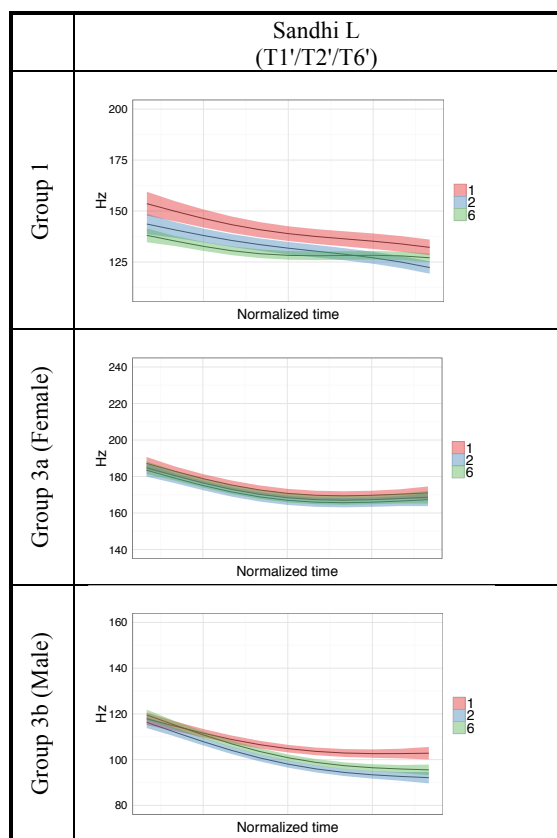 Sandhi L
(T1'/T2'/T6')
Group 1
200
175
150
125
Hz
Normalized time
1
2
6
Group 3a (Female)
240
220
200
180
160
140
Hz
Normalized time
1
2
6
Group 3b (Male)
160
140
120
100
80
Hz
Normalized time
1
2
6